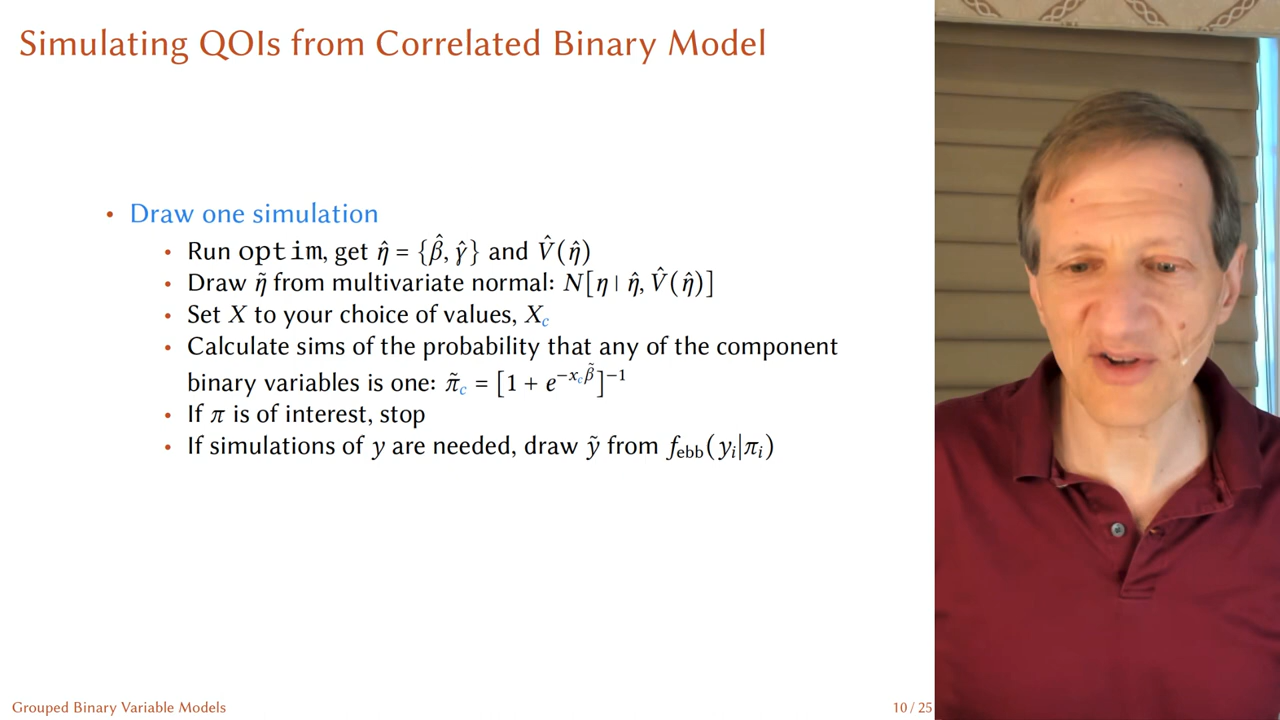 Simulating QOIs from Correlated Binary Model
• Draw one simulation
• Run optim, get η̂ = {β̂, γ̂} and V̂(η̂)
• Draw η̃ from multivariate normal: N[η | η̂, V̂(η̂)]
• Set X to your choice of values, X_c
• Calculate sims of the probability that any of the component
binary variables is one: π̃_c = [1 + e^{−x_c β̃}]^{−1}
• If π is of interest, stop
• If simulations of y are needed, draw ỹ from f_ebb(y_i|π_i)
Grouped Binary Variable Models
10 / 25